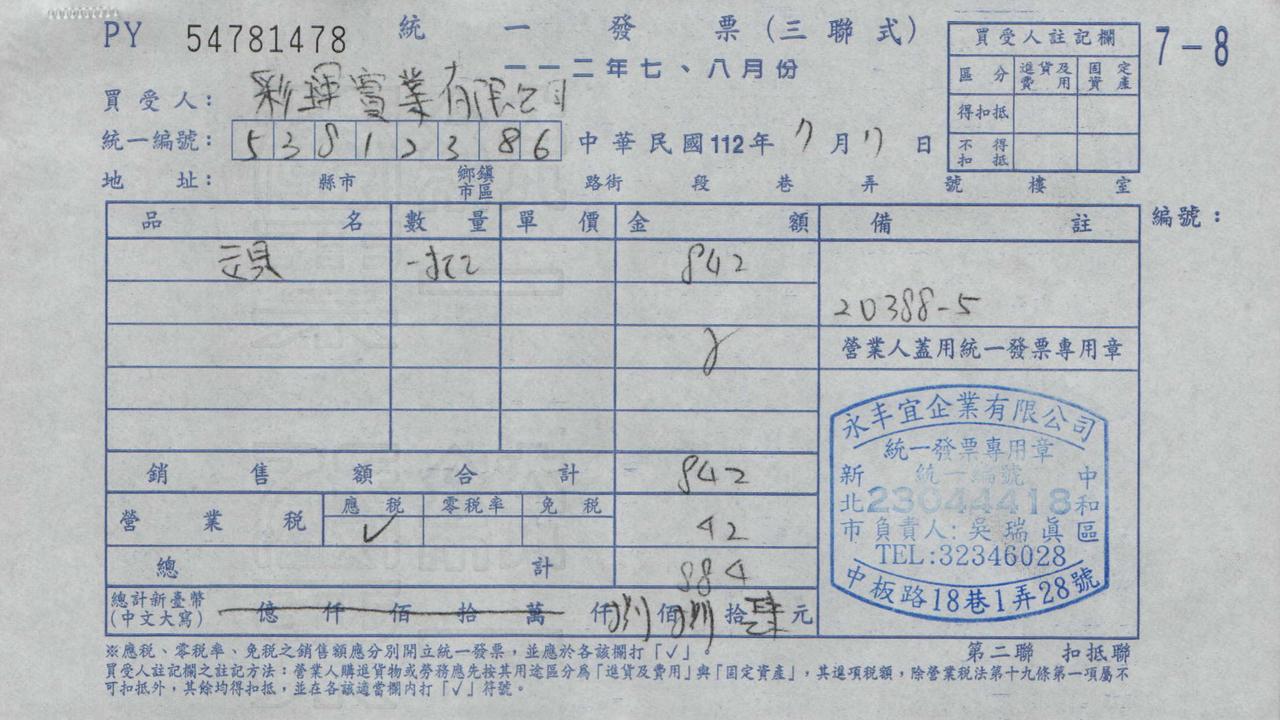 PY 54781478 統一發票(三聯式) 7-8
一一二年七、八月份
買受人: 彩琿實業有限公司
統一編號: 53812386 中華民國112年 7 月 17 日
地址: 縣市 鄉鎮市區 路街 段 巷 弄 號 樓 室
買受人註記欄
區分 進貨及費用 固定資產
得扣抵
不得扣抵
編號:
品名 數量 單價 金額 備註
一批 842
20388-5
營業人蓋用統一發票專用章
銷售額合計 842
營業稅 應稅 零稅率 免稅
✓ 42
總計 884
總計新臺幣(中文大寫) 億仟佰拾萬仟捌佰捌拾肆元
永丰宜企業有限公司
統一發票專用章
統一編號
23044418
新北市中和區
負責人:吳瑞眞
TEL:32346028
中板路18巷1弄28號
※應稅、零稅率、免稅之銷售額應分別開立統一發票,並應於各該欄打「✓」。
第二聯 扣抵聯
買受人註記欄之註記方法:營業人購進貨物或勞務應先按其用途區分為「進貨及費用」與「固定資產」,其進項稅額,除營業稅法第十九條第一項屬不
可扣抵外,其餘均得扣抵,並在各該適當欄內打「✓」符號。